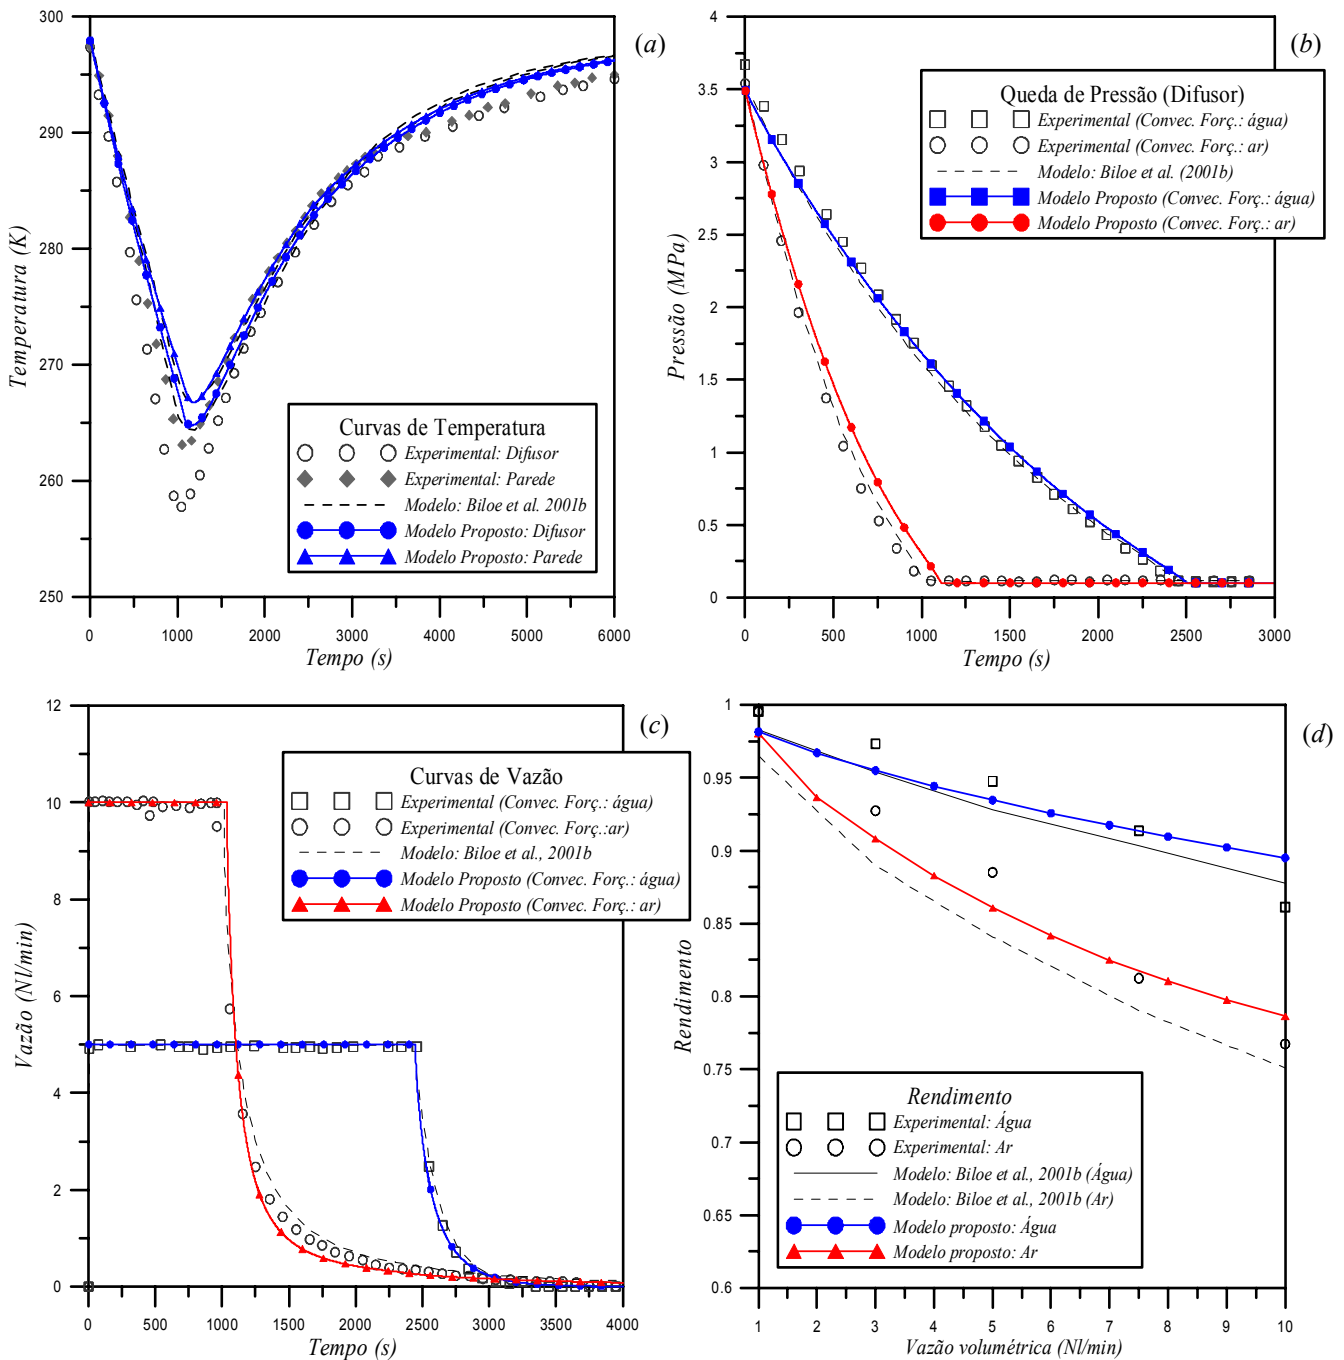 (a)
300
290
280
270
260
250
Temperatura (K)
0 1000 2000 3000 4000 5000 6000
Tempo (s)
Curvas de Temperatura
Experimental: Difusor
Experimental: Parede
Modelo: Biloe et al. 2001b
Modelo Proposto: Difusor
Modelo Proposto: Parede
(b)
4
3.5
3
2.5
2
1.5
1
0.5
0
Pressão (MPa)
0 500 1000 1500 2000 2500 3000
Tempo (s)
Queda de Pressão (Difusor)
Experimental (Convec. Forç.: água)
Experimental (Convec. Forç.: ar)
Modelo: Biloe et al. (2001b)
Modelo Proposto (Convec. Forç.: água)
Modelo Proposto (Convec. Forç.: ar)
(c)
12
10
8
6
4
2
0
Vazão (Nl/min)
0 500 1000 1500 2000 2500 3000 3500 4000
Tempo (s)
Curvas de Vazão
Experimental (Convec. Forç.: água)
Experimental (Convec. Forç.:ar)
Modelo: Biloe et al., 2001b
Modelo Proposto (Convec. Forç.: água)
Modelo Proposto (Convec. Forç.: ar)
(d)
1
0.95
0.9
0.85
0.8
0.75
0.7
0.65
0.6
Rendimento
1 2 3 4 5 6 7 8 9 10
Vazão volumétrica (Nl/min)
Rendimento
Experimental: Água
Experimental: Ar
Modelo: Biloe et al., 2001b (Água)
Modelo: Biloe et al., 2001b (Ar)
Modelo proposto: Água
Modelo proposto: Ar